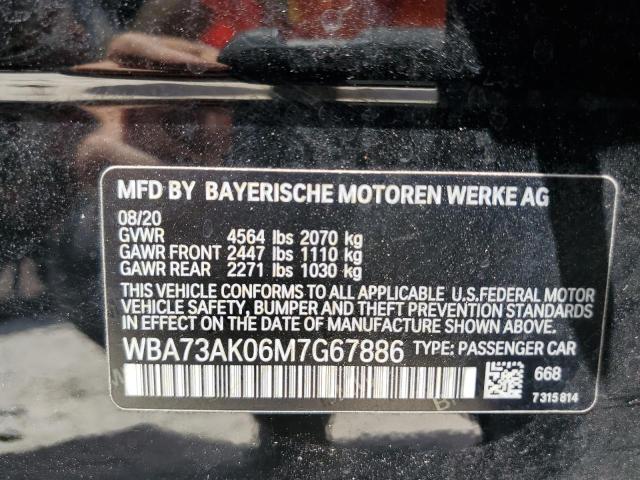 MFD BY BAYERISCHE MOTOREN WERKE AG
08/20
GVWR 4564 lbs 2070 kg
GAWR FRONT 2447 lbs 1110 kg
GAWR REAR 2271 lbs 1030 kg
THIS VEHICLE CONFORMS TO ALL APPLICABLE U.S.FEDERAL MOTOR
VEHICLE SAFETY, BUMPER AND THEFT PREVENTION STANDARDS
IN EFFECT ON THE DATE OF MANUFACTURE SHOWN ABOVE.
WBA73AK06M7G67886 TYPE: PASSENGER CAR
668
7315814